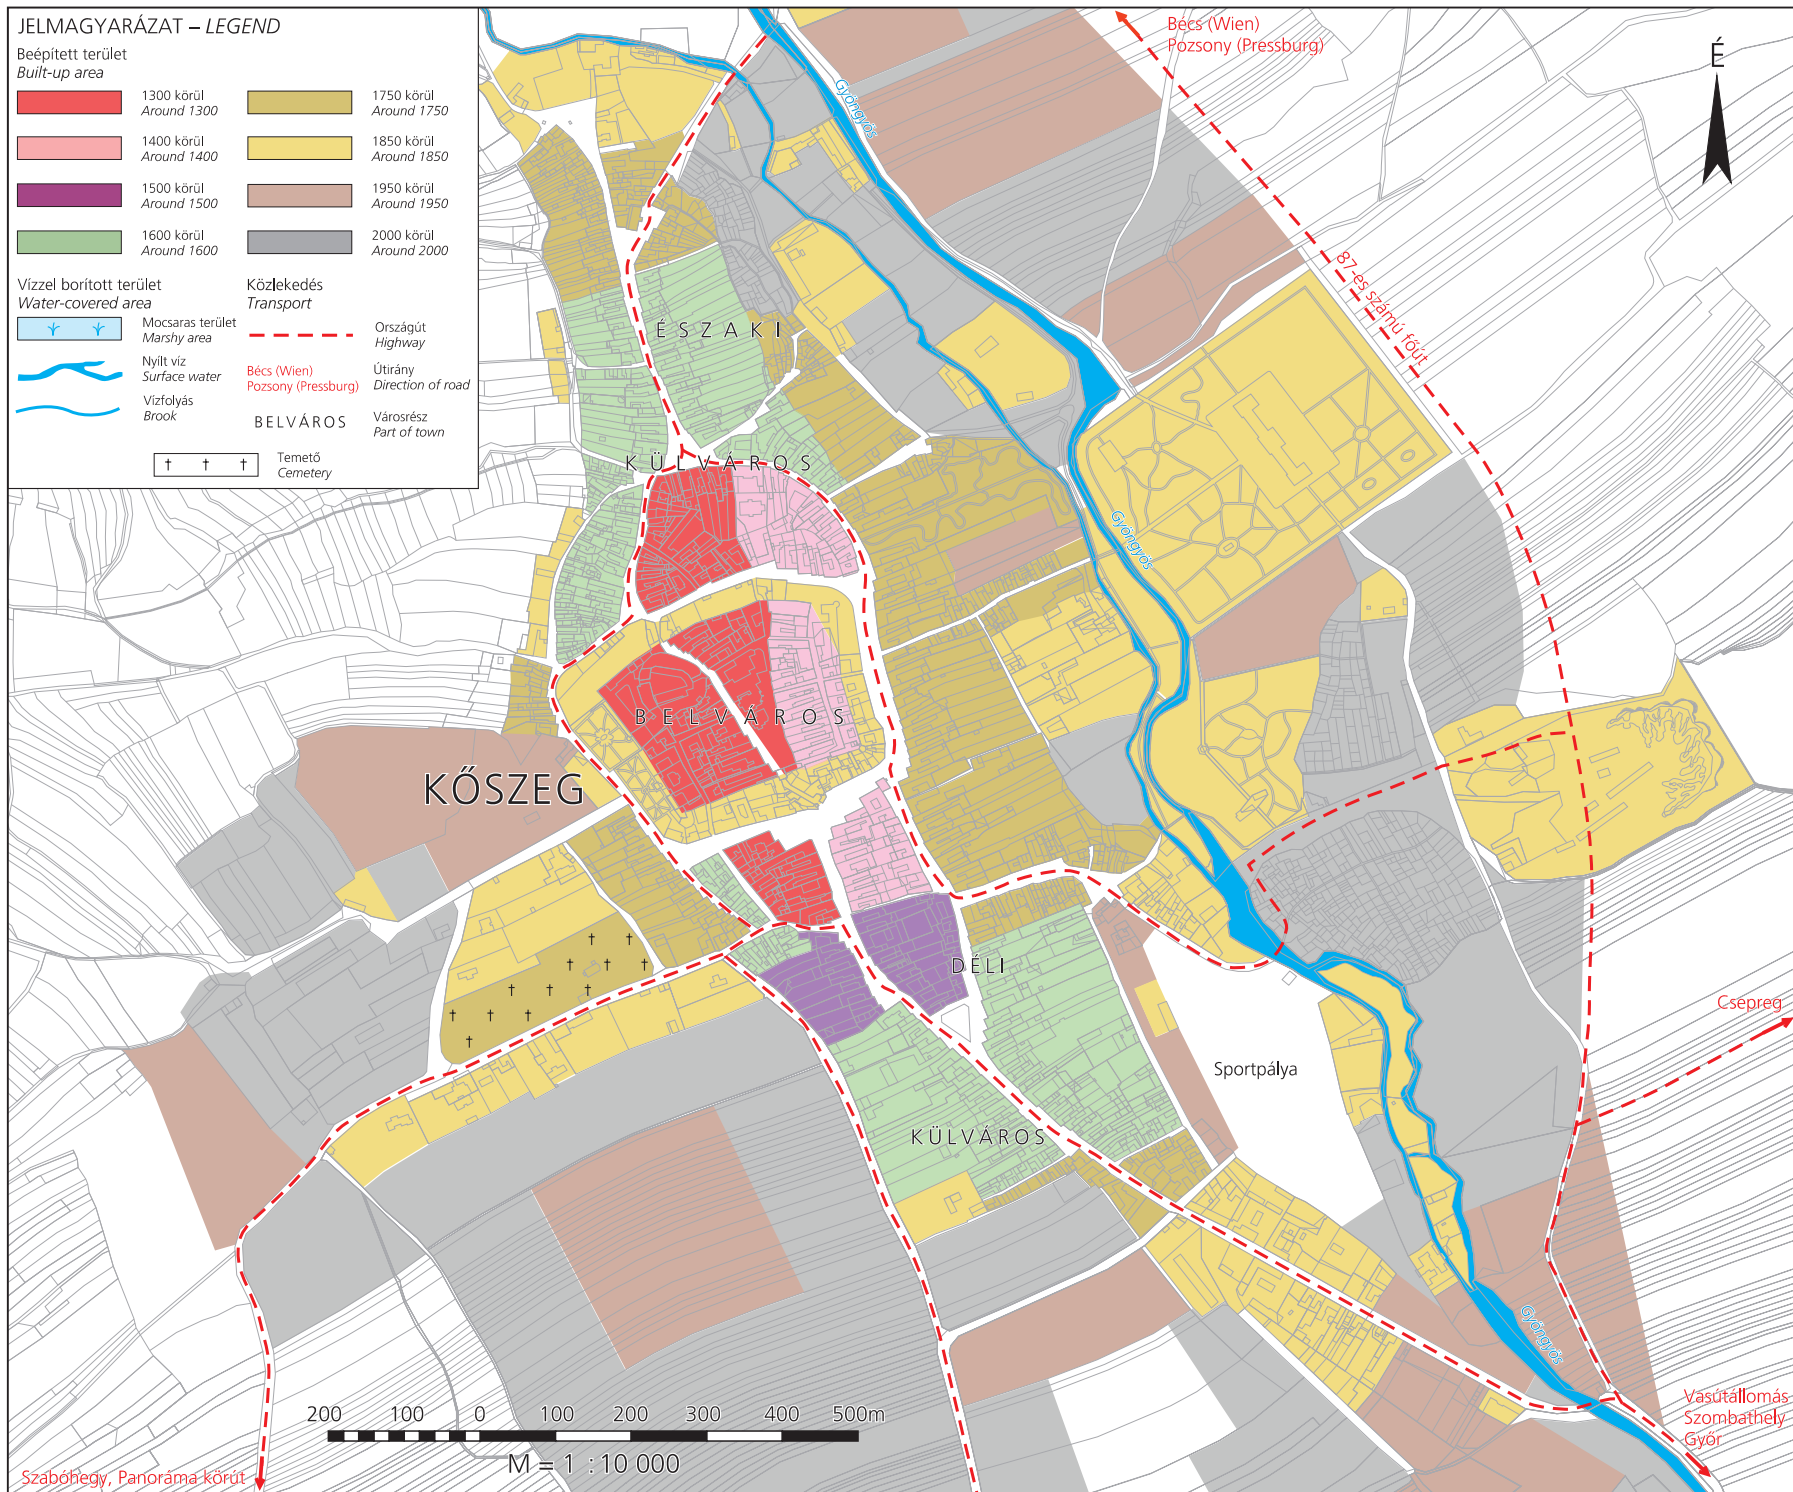 JELMAGYARÁZAT – LEGEND
Beépített terület
Built-up area
1300 körül
Around 1300
1400 körül
Around 1400
1500 körül
Around 1500
1600 körül
Around 1600
1750 körül
Around 1750
1850 körül
Around 1850
1950 körül
Around 1950
2000 körül
Around 2000
Vízzel borított terület
Water-covered area
Mocsaras terület
Marshy area
Nyílt víz
Surface water
Vízfolyás
Brook
Közlekedés
Transport
Országút
Highway
Bécs (Wien)
Pozsony (Pressburg)
Útirány
Direction of road
BELVÁROS
Városrész
Part of town
Temető
Cemetery
Bécs (Wien)
Pozsony (Pressburg)
É
Gyöngyös
87-es számú főút
ÉSZAKI
KÜLVÁROS
Gyöngyös
BELVÁROS
KŐSZEG
DÉLI
Csepreg
Sportpálya
KÜLVÁROS
Gyöngyös
Vasútállomás
Szombathely
Győr
200 100 0 100 200 300 400 500m
M = 1 : 10 000
Szabóhegy, Panoráma körút